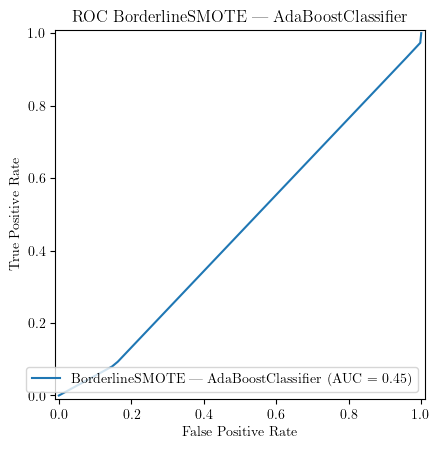 ROC BorderlineSMOTE — AdaBoostClassifier
1.0
0.8
0.6
0.4
0.2
0.0
True Positive Rate
BorderlineSMOTE — AdaBoostClassifier (AUC = 0.45)
0.0 0.2 0.4 0.6 0.8 1.0
False Positive Rate